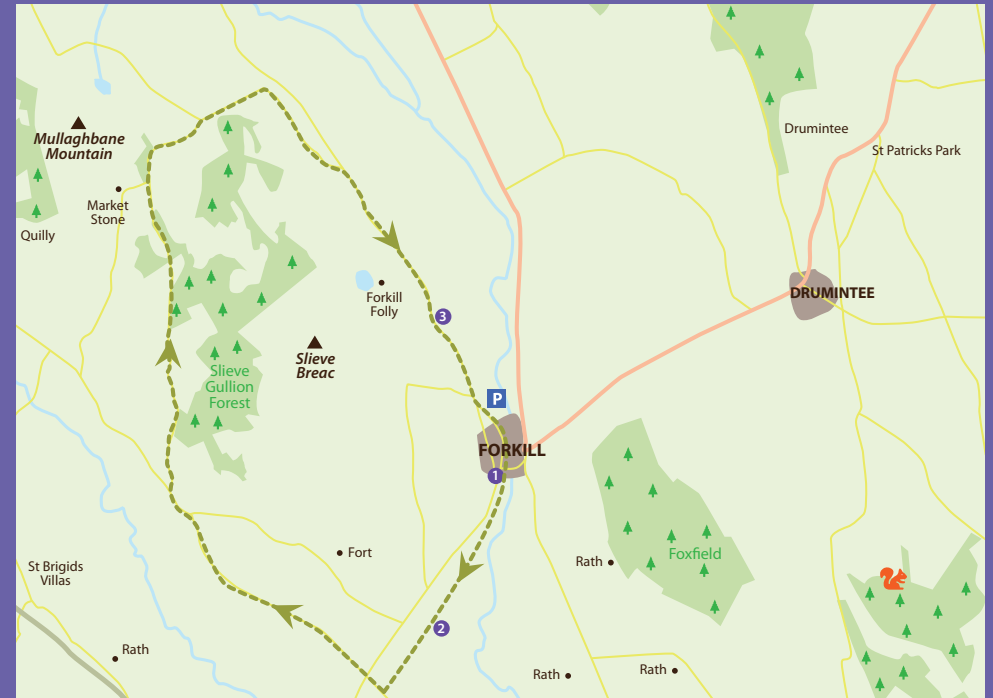 Drumintee
St Patricks Park
Mullaghbane
Mountain
Market
Stone
Quilly
Forkill
Folly
DRUMINTEE
3
Slieve
Breac
Slieve
Gullion
Forest
P
FORKILL
1
Fort
Foxfield
Rath
St Brigids
Villas
2
Rath
Rath
Rath